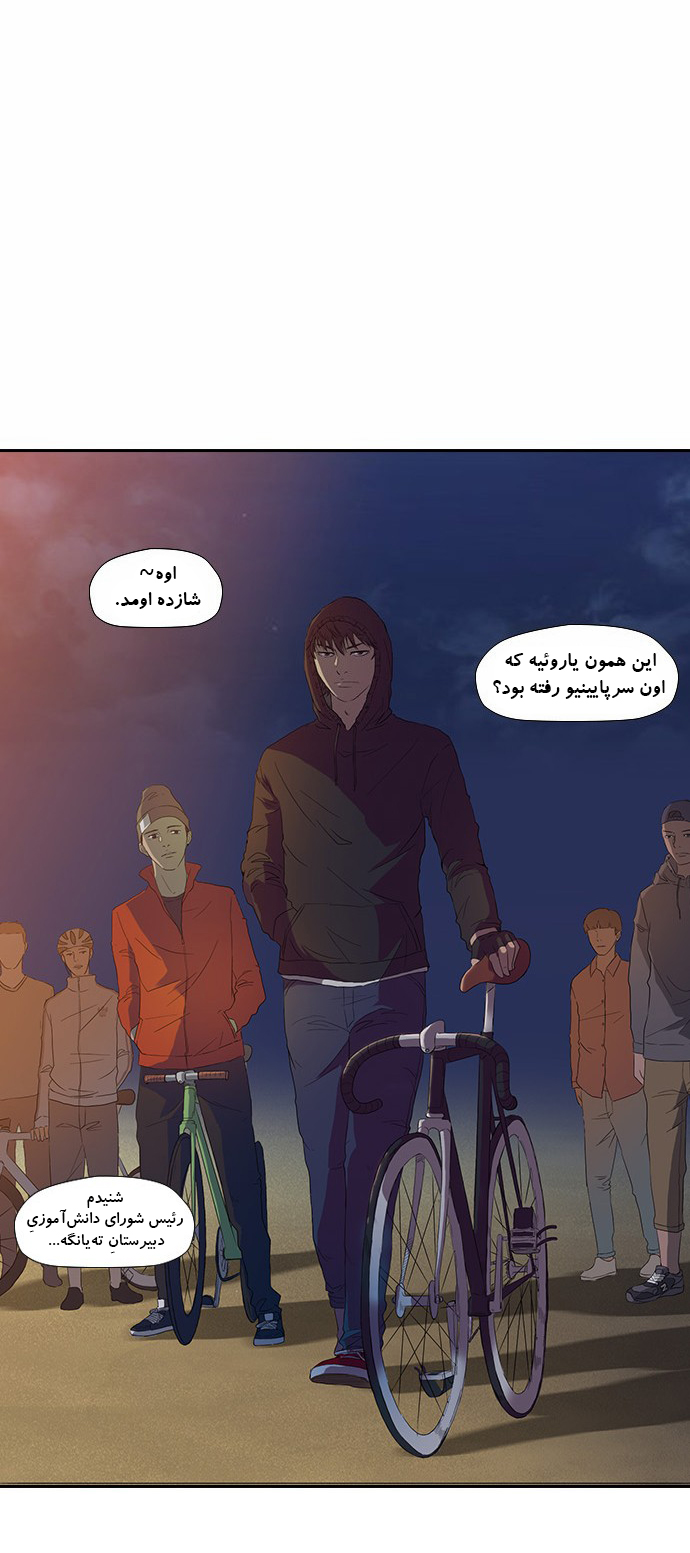 اوه~
شازده اومد.
این همون یاروئیه که
اون سرپایینیو رفته بود؟
شنیدم
رئیس شورای دانش‌آموزیِ
دبیرستانِ ته‌یانگه...